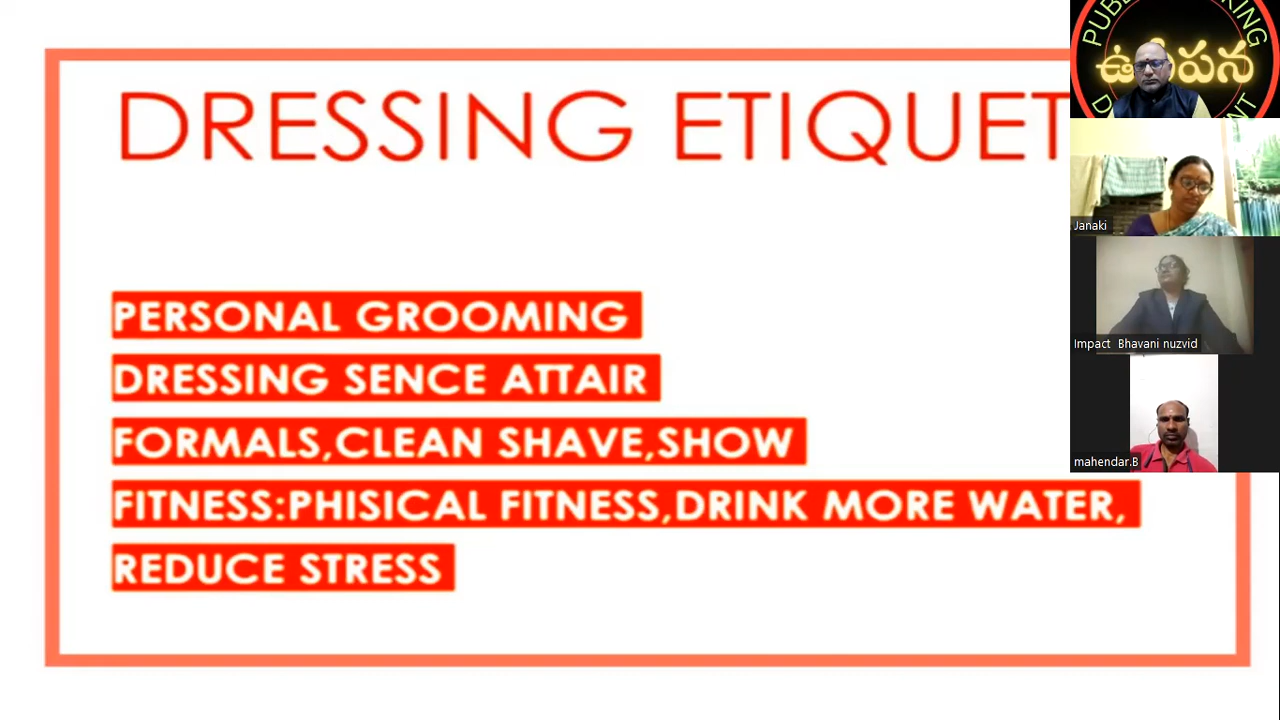 DRESSING ETIQUET
PERSONAL GROOMING
DRESSING SENCE ATTAIR
FORMALS,CLEAN SHAVE,SHOW
FITNESS:PHISICAL FITNESS,DRINK MORE WATER,
REDUCE STRESS
Janaki
Impact Bhavani nuzvid
mahendar.B